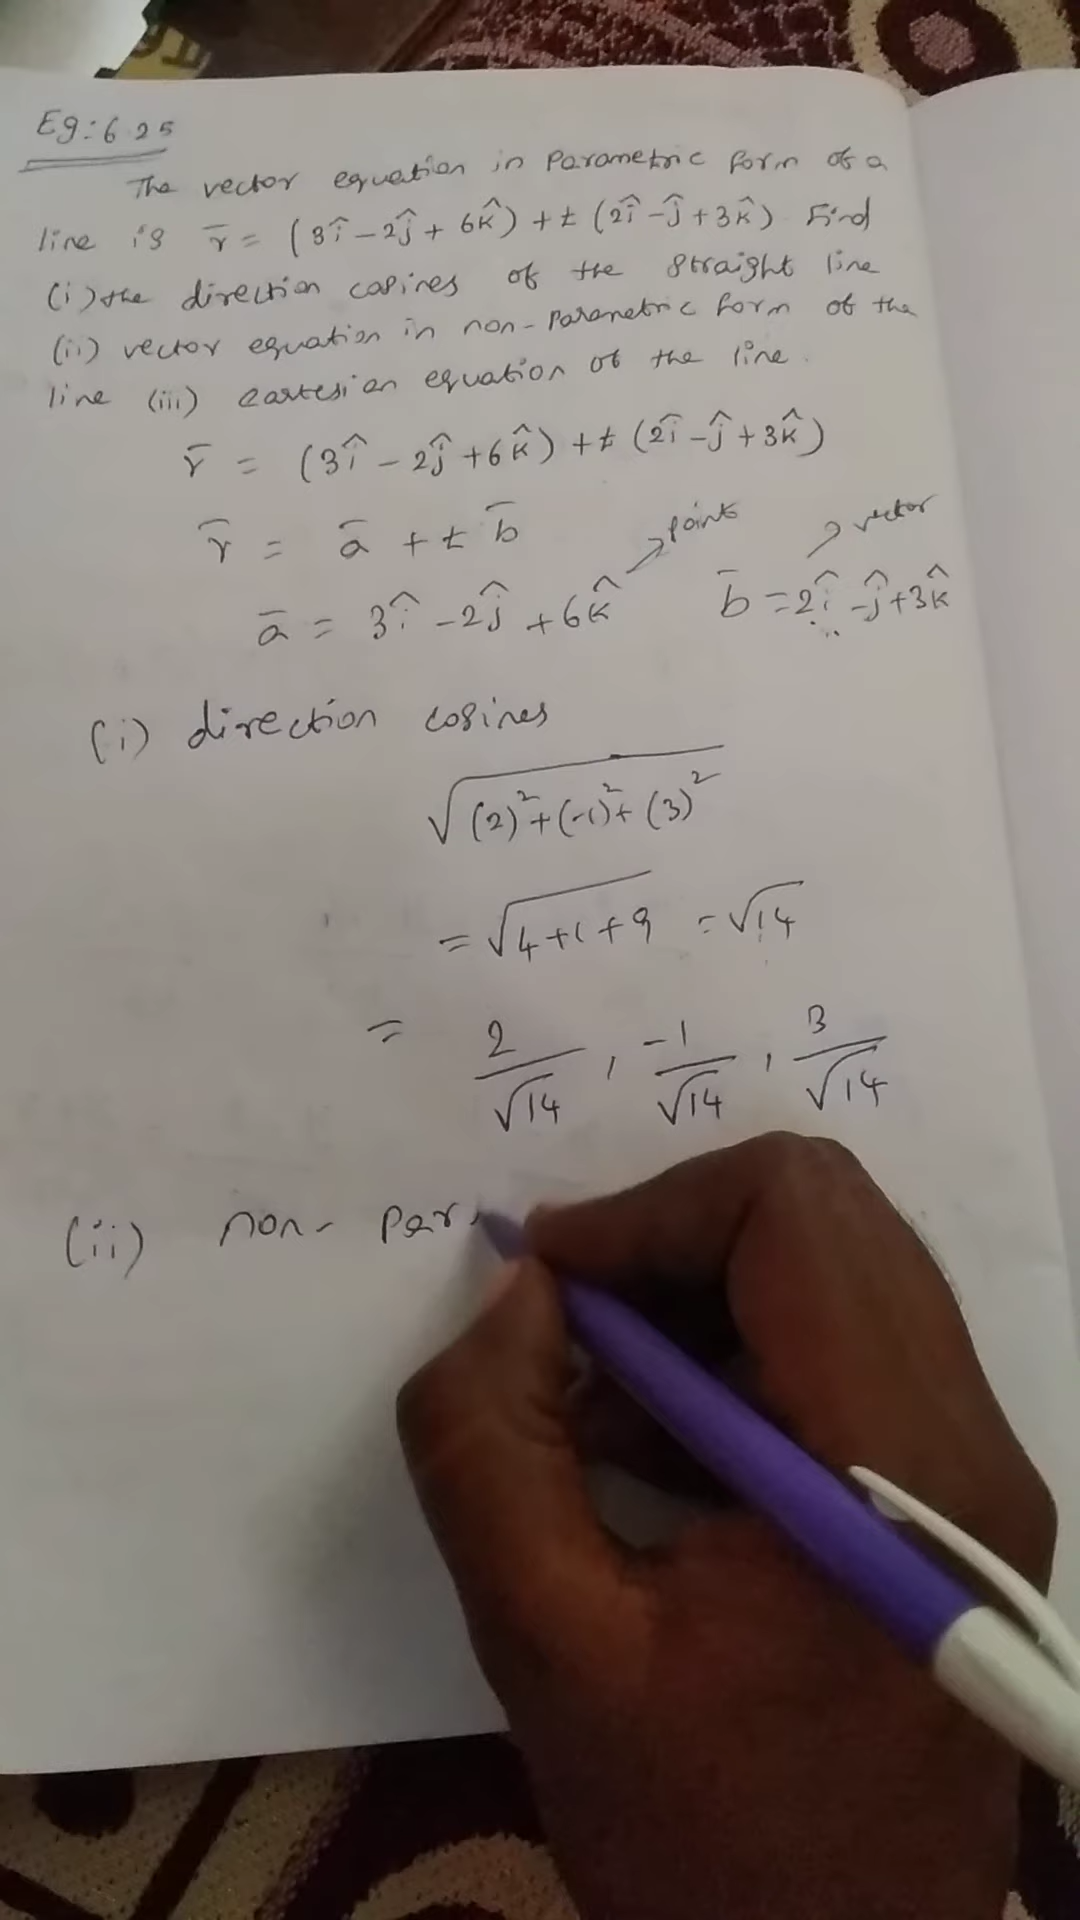 Eg:6.25
The vector equation in Parametric form of a
line is r̄ = (3î − 2ĵ + 6k̂) + t (2î − ĵ + 3k̂) Find
(i) the direction cosines of the straight line
(ii) vector equation in non-parametric form of the
line (iii) cartesian equation of the line.
r̄ = (3î − 2ĵ + 6k̂) + t (2î − ĵ + 3k̂)
r̄ = ā + t b̄
→ points → vector
ā = 3î − 2ĵ + 6k̂ b̄ = 2î − ĵ + 3k̂
(i) direction cosines
√((2)² + (-1)² + (3)²)
= √(4+1+9) = √14
= 2/√14 , -1/√14 , 3/√14
(ii) non- par